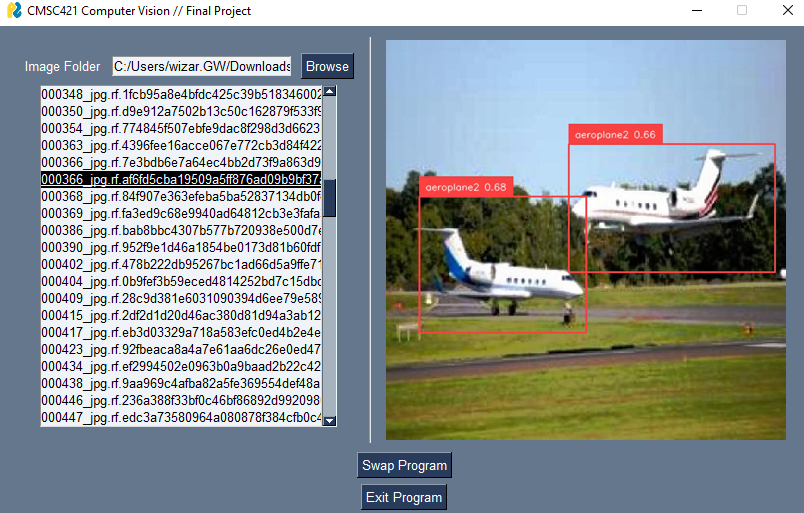 CMSC421 Computer Vision // Final Project
Image Folder C:/Users/wizar.GW/Downloads Browse
000348_jpg.rf.1fcb95a8e4bfdc425c39b518346002
000350_jpg.rf.d9e912a7502b13c50c162879f533f9
000354_jpg.rf.774845f507ebfe9dac8f298d3d6623
000363_jpg.rf.4396fee16acce067e772cb3d84f422
000366_jpg.rf.7e3bdb6e7a64ec4bb2d73f9a863d9
000366_jpg.rf.af6fd5cba19509a5ff876ad09b9bf37a
000368_jpg.rf.84f907e363efeba5ba52837134db0f
000369_jpg.rf.fa3ed9c68e9940ad64812cb3e3fafa
000386_jpg.rf.bab8bbc4307b577b720938e500d7e
000390_jpg.rf.952f9e1d46a1854be0173d81b60fdf
000402_jpg.rf.478b222db95267bc1ad66d5a9ffe71
000404_jpg.rf.0b9fef3b59eced4814252bd7c15dbc
000409_jpg.rf.28c9d381e6031090394d6ee79e589
000415_jpg.rf.2df2d1d20d46ac380d81d94a3ab12
000417_jpg.rf.eb3d03329a718a583efc0ed4b2e4e
000423_jpg.rf.92fbeaca8a4a7e61aa6dc26e0ed47
000434_jpg.rf.ef2994502e0963b0a9baad2b22c42
000438_jpg.rf.9aa969c4afba82a5fe369554def48a
000446_jpg.rf.236a388f33bf0c46bf86892d992098
000447_jpg.rf.edc3a73580964a080878f384cfb0c4
aeroplane2 0.66
aeroplane2 0.68
Swap Program
Exit Program